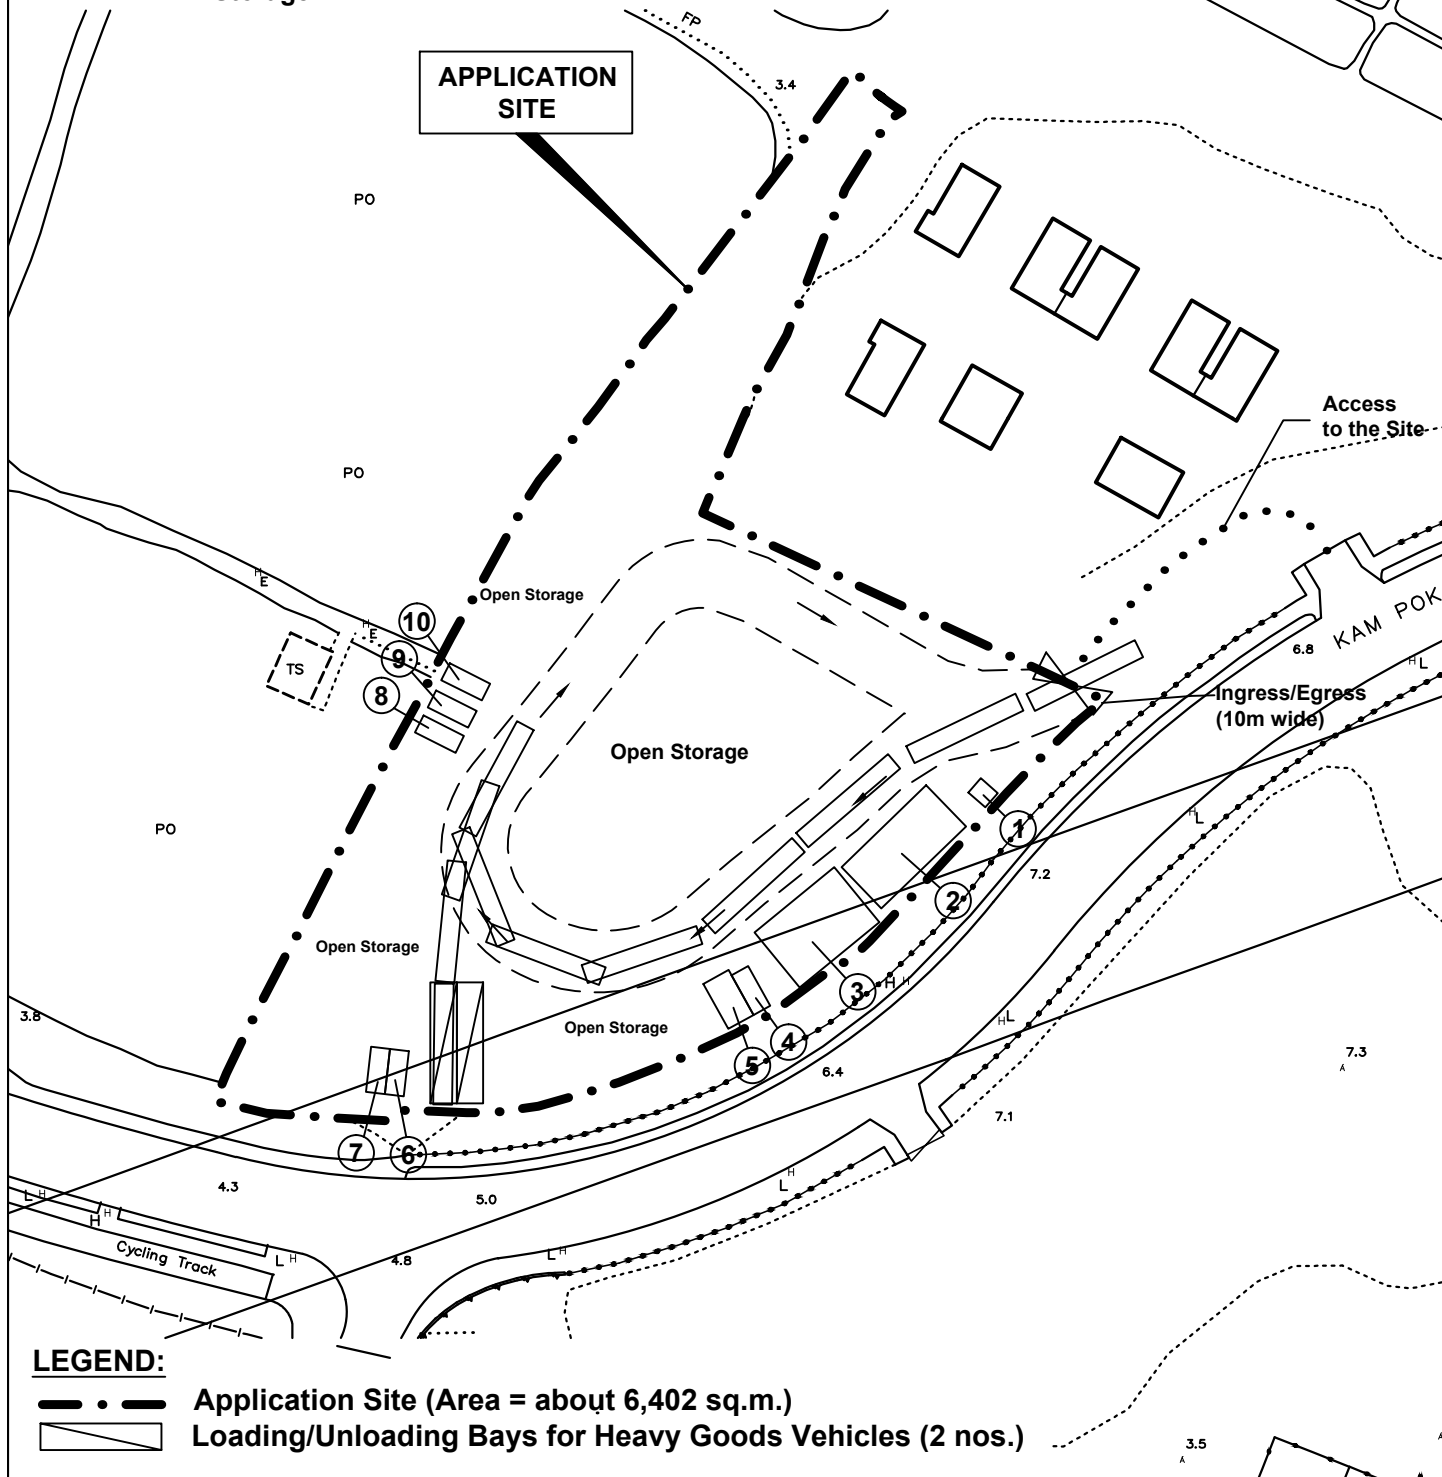 FP
APPLICATION
SITE
3.4
PO
Access
to the Site
PO
H
E
Open Storage
KAM POK
10
H
E
9
6.8
H
L
TS
8
Ingress/Egress
(10m wide)
Open Storage
PO
1
H
L
7.2
2
Open Storage
3
H H
3.8
Open Storage
4
H
L
7.3
5
6.4
7.1
7
6
H
L
4.3
5.0
L H
H H
Cycling Track
L H
4.8
L H
LEGEND:
Application Site (Area = about 6,402 sq.m.)
Loading/Unloading Bays for Heavy Goods Vehicles (2 nos.)
3.5